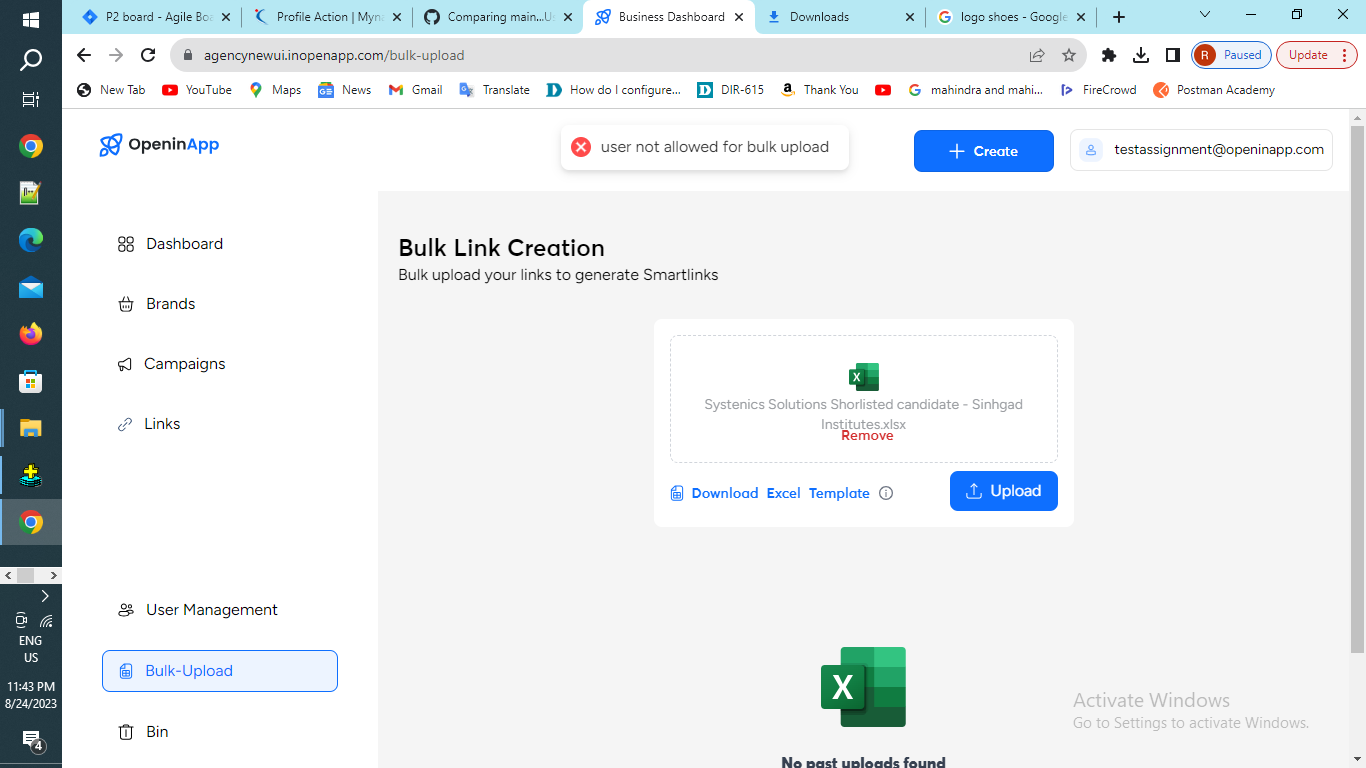 P2 board - Agile Boa
Profile Action | Myna
Comparing main...Us
Business Dashboard
Downloads
logo shoes - Google
agencynewui.inopenapp.com/bulk-upload
R
Paused
Update
New Tab
YouTube
Maps
News
Gmail
Translate
How do I configure...
DIR-615
Thank You
mahindra and mahi...
FireCrowd
Postman Academy
OpeninApp
user not allowed for bulk upload
Create
testassignment@openinapp.com
Dashboard
Brands
Campaigns
Links
User Management
Bulk-Upload
Bin
Bulk Link Creation
Bulk upload your links to generate Smartlinks
Systenics Solutions Shorlisted candidate - Sinhgad
Institutes.xlsx
Remove
Download Excel Template
Upload
No past uploads found
Activate Windows
Go to Settings to activate Windows.
ENG
US
11:43 PM
8/24/2023
4